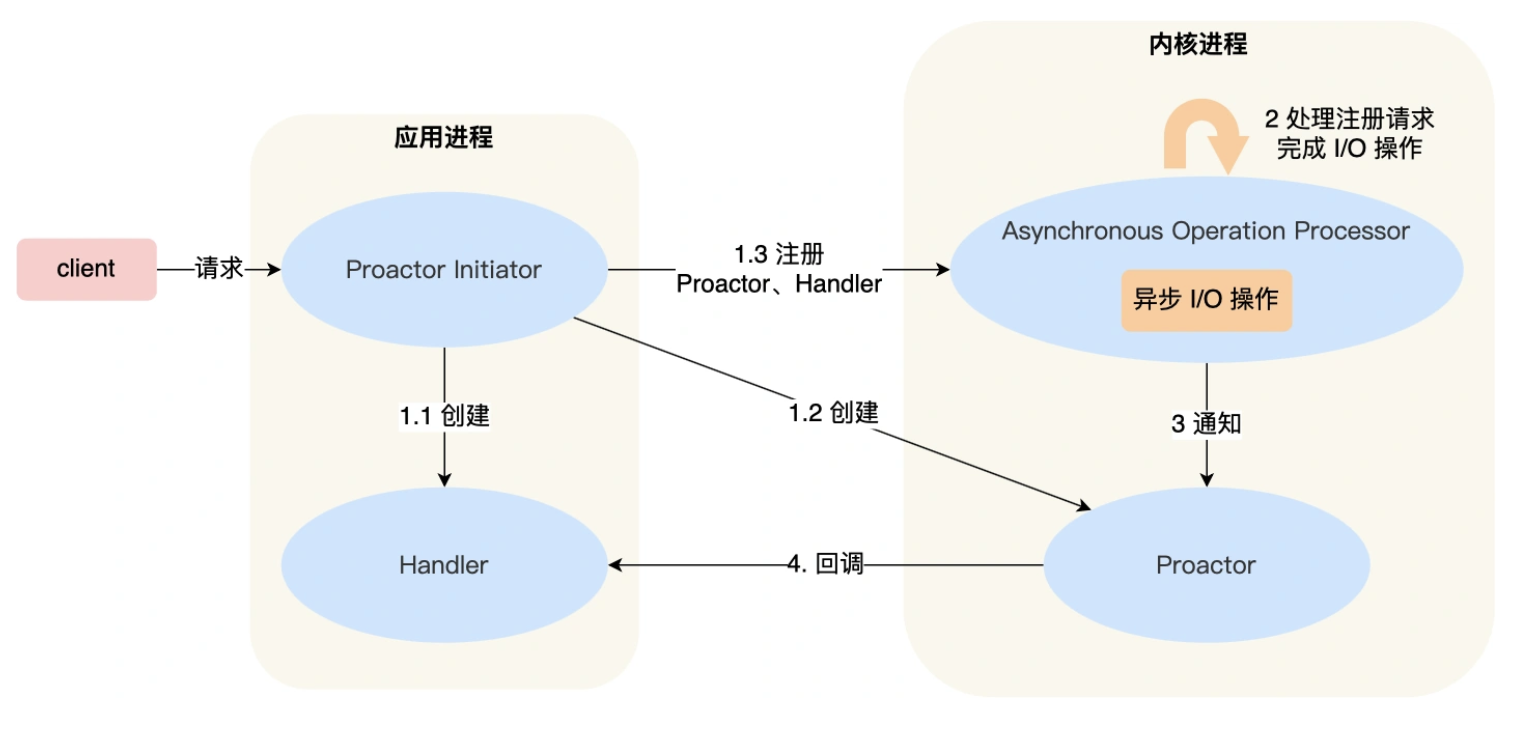 内核进程
2 处理注册请求
完成 I/O 操作
应用进程
client
请求
Proactor Initiator
1.3 注册
Proactor、Handler
Asynchronous Operation Processor
异步 I/O 操作
1.1 创建
1.2 创建
3 通知
Handler
4. 回调
Proactor